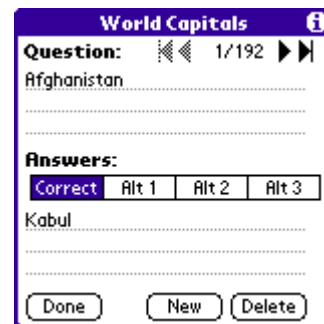 World Capitals i
Question: 1/192
Afghanistan
Answers:
Correct Alt 1 Alt 2 Alt 3
Kabul
Done New Delete